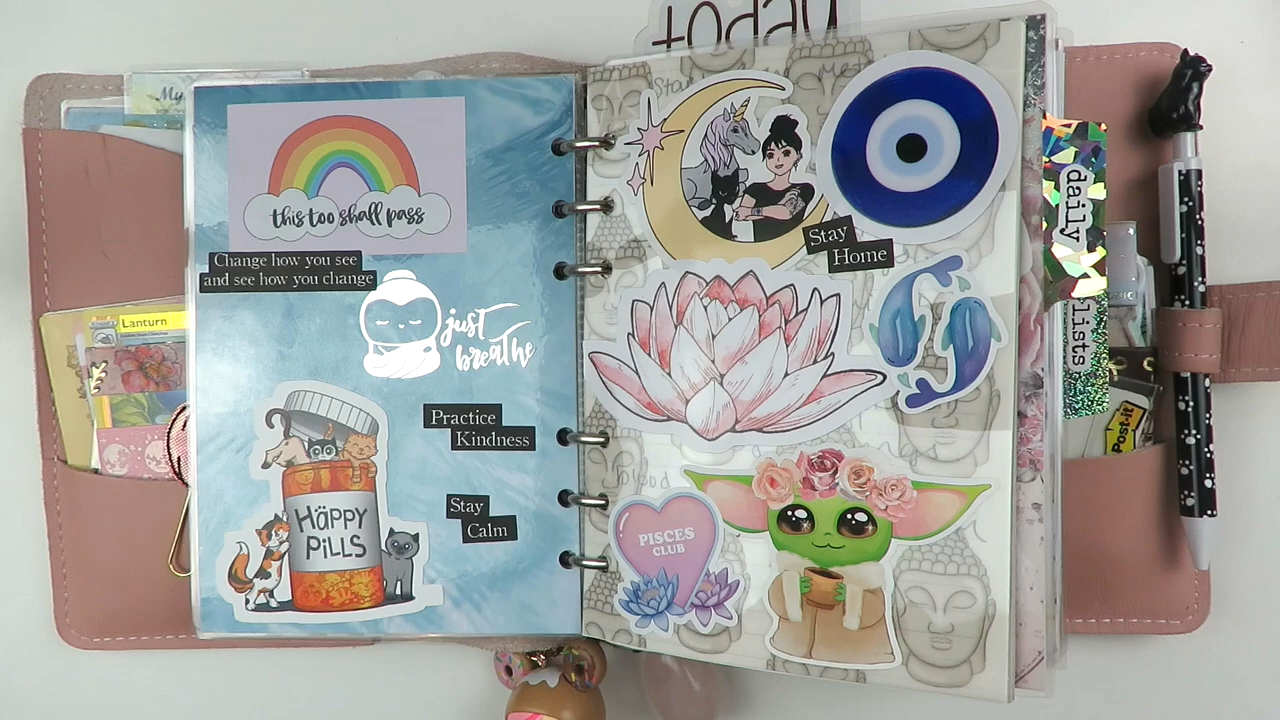 today
My
this too shall pass
Change how you see
and see how you change
just
breathe
Lanturn
Practice
Kindness
Stay
Calm
HÄPPY
PiLLS
Stay
Home
PISCES
CLUB
daily
lists
Post-it